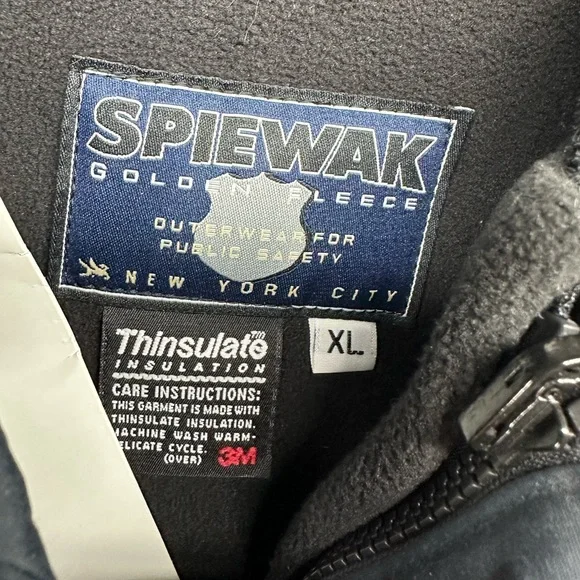 SPIEWAK
GOLDEN FLEECE
OUTERWEAR FOR
PUBLIC SAFETY
NEW YORK CITY
Thinsulate™
INSULATION
XL
CARE INSTRUCTIONS:
THIS GARMENT IS MADE WITH
THINSULATE INSULATION.
MACHINE WASH WARM-
DELICATE CYCLE.
(OVER) 3M